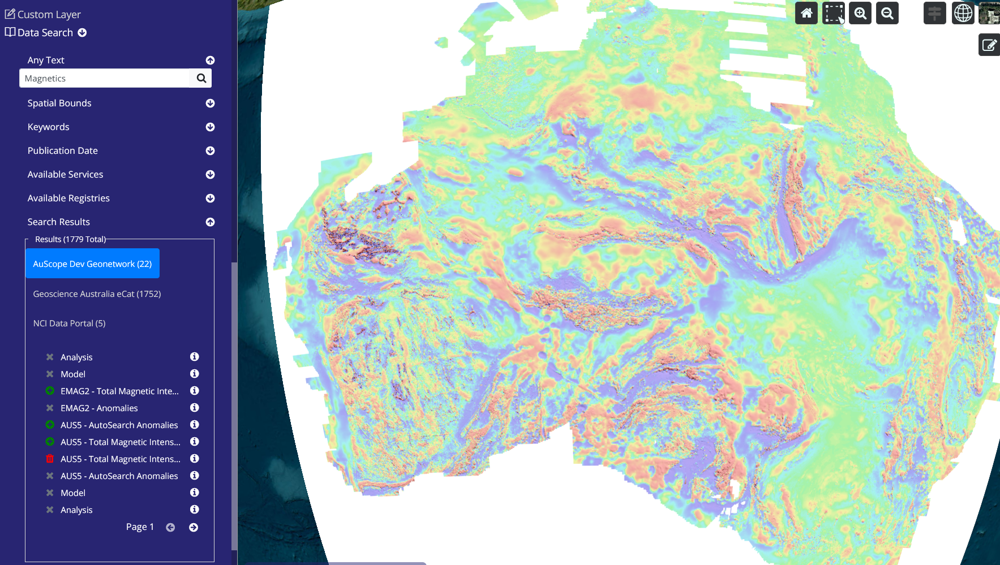 Custom Layer
Data Search
Any Text
Magnetics
Spatial Bounds
Keywords
Publication Date
Available Services
Available Registries
Search Results
Results (1779 Total)
AuScope Dev Geonetwork (22)
Geoscience Australia eCat (1752)
NCI Data Portal (5)
Analysis
Model
EMAG2 - Total Magnetic Inte...
EMAG2 - Anomalies
AUS5 - AutoSearch Anomalies
AUS5 - Total Magnetic Intens...
AUS5 - Total Magnetic Intens...
AUS5 - AutoSearch Anomalies
Model
Analysis
Page 1